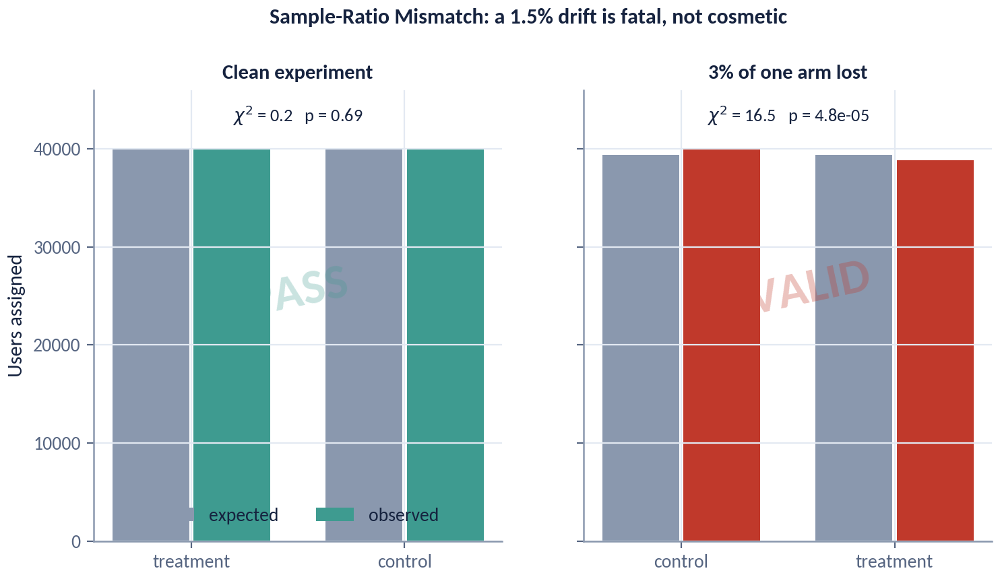 Sample-Ratio Mismatch: a 1.5% drift is fatal, not cosmetic
Clean experiment
χ² = 0.2 p = 0.69
Users assigned
40000
30000
20000
10000
0
ASS
expected
observed
treatment
control
3% of one arm lost
χ² = 16.5 p = 4.8e-05
VALID
control
treatment